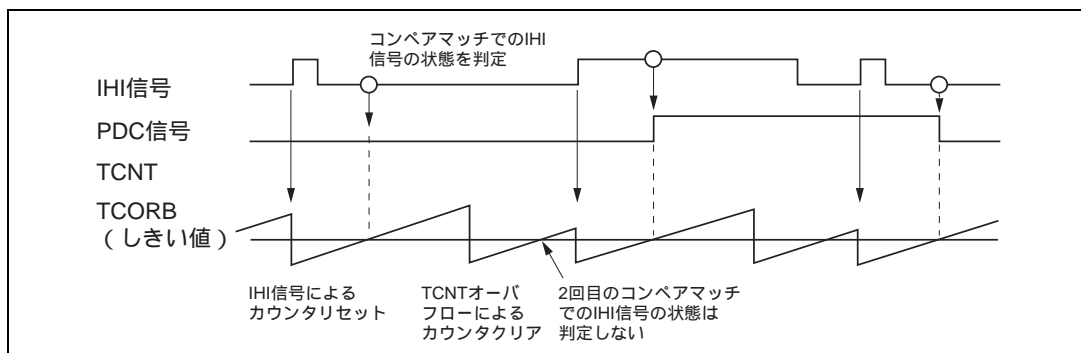 コンペアマッチでのIHI
信号の状態を判定
IHI信号
PDC信号
TCNT
TCORB
（しきい値）
IHI信号による
カウンタリセット
TCNTオーバ
フローによる
カウンタクリア
2回目のコンペアマッチ
でのIHI信号の状態は
判定しない